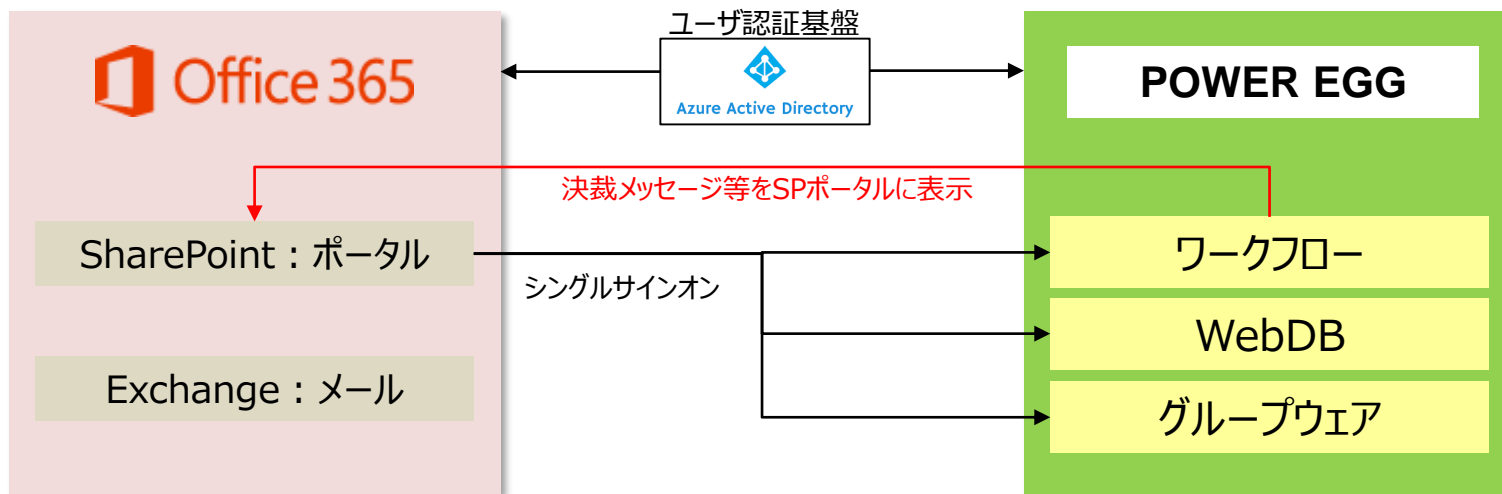 ユーザ認証基盤
Office 365
Azure Active Directory
POWER EGG
決裁メッセージ等をSPポータルに表示
SharePoint：ポータル
シングルサインオン
ワークフロー
WebDB
Exchange：メール
グループウェア